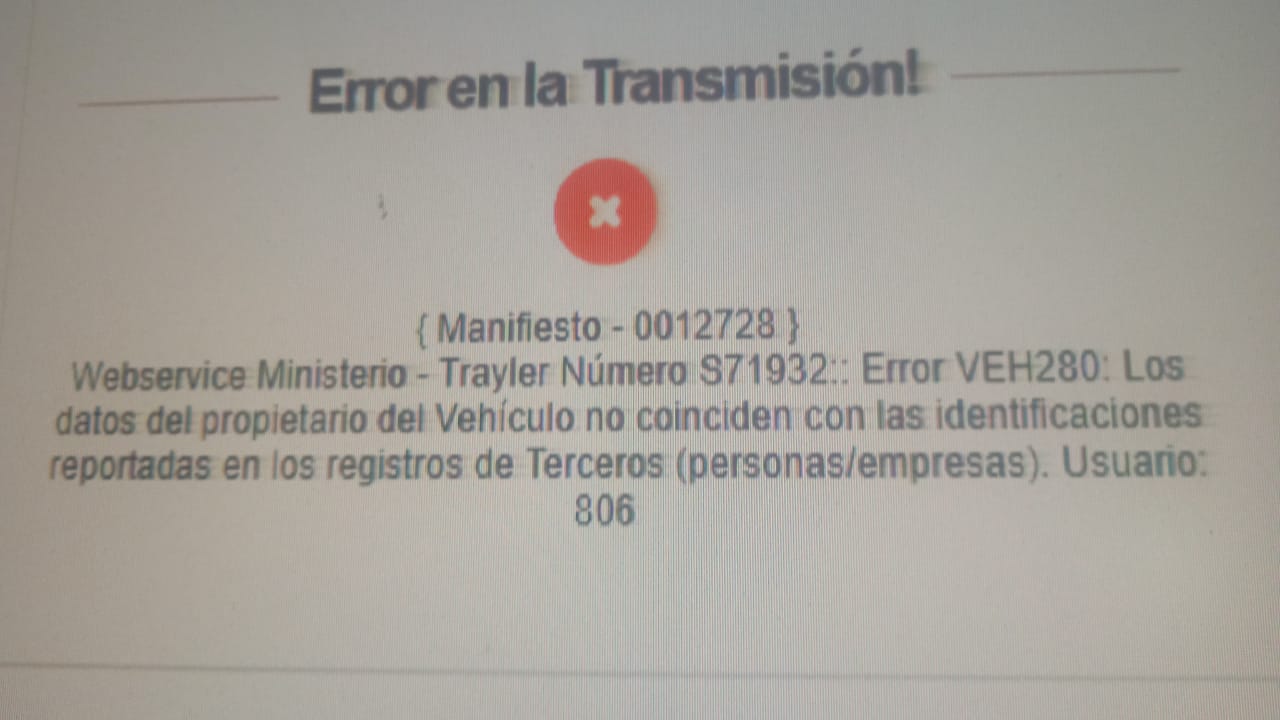 Error en la Transmisión!
{ Manifiesto - 0012728 }
Webservice Ministerio - Trayler Número S71932:: Error VEH280: Los
datos del propietario del Vehículo no coinciden con las identificaciones
reportadas en los registros de Terceros (personas/empresas). Usuario:
806